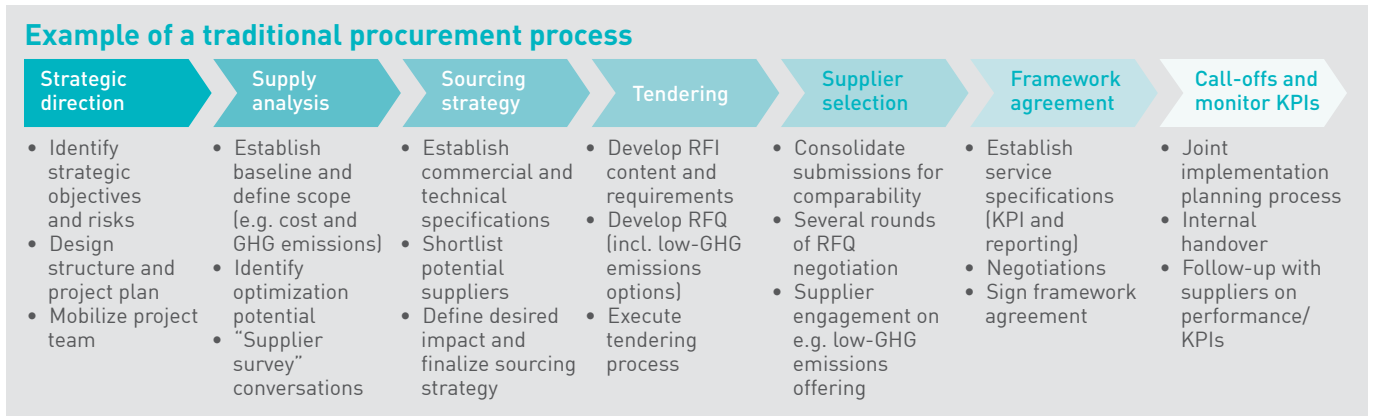 Example of a traditional procurement process
Strategic
direction
Supply
analysis
Sourcing
strategy
Tendering
Supplier
selection
Framework
agreement
Call-offs and
monitor KPIs
• Identify
strategic
objectives
and risks
• Design
structure and
project plan
• Mobilize project
team
• Establish
baseline and
define scope
(e.g. cost and
GHG emissions)
• Identify
optimization
potential
• “Supplier
survey”
conversations
• Establish
commercial and
technical
specifications
• Shortlist
potential
suppliers
• Define desired
impact and
finalize sourcing
strategy
• Develop RFI
content and
requirements
• Develop RFQ
(incl. low-GHG
emissions
options)
• Execute
tendering
process
• Consolidate
submissions for
comparability
• Several rounds
of RFQ
negotiation
• Supplier
engagement on
e.g. low-GHG
emissions
offering
• Establish
service
specifications
(KPI and
reporting)
• Negotiations
• Sign framework
agreement
• Joint
implementation
planning process
• Internal
handover
• Follow-up with
suppliers on
performance/
KPIs